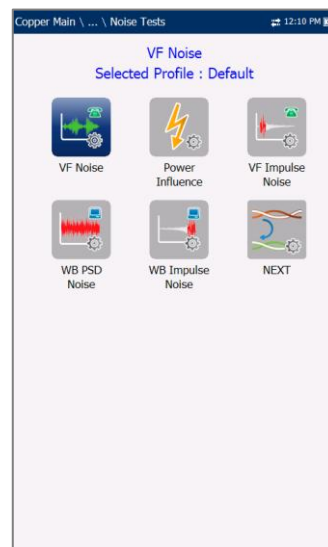 Copper Main \ ... \ Noise Tests 12:10 PM
VF Noise
Selected Profile : Default
VF Noise
Power
Influence
VF Impulse
Noise
WB PSD
Noise
WB Impulse
Noise
NEXT